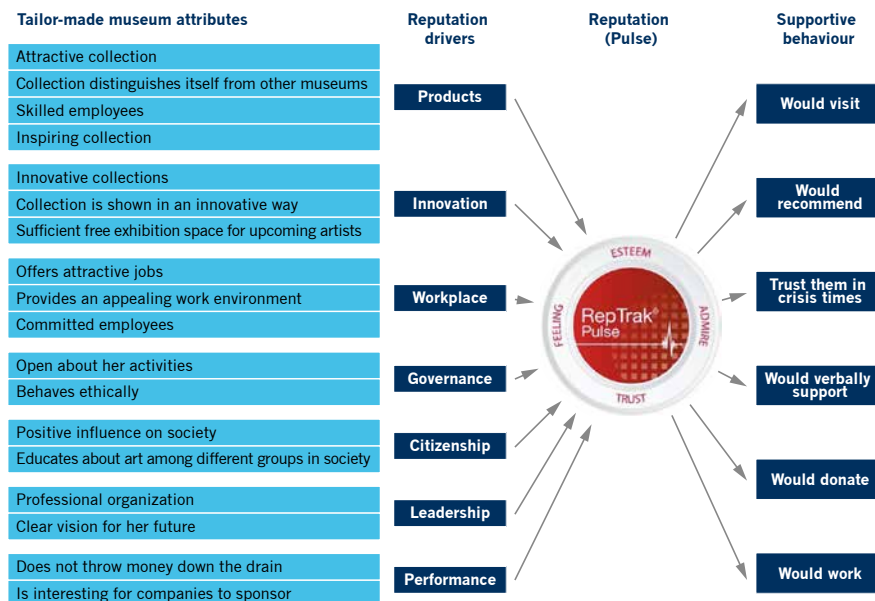 Tailor-made museum attributes
Reputation
drivers
Reputation
(Pulse)
Supportive
behaviour
Attractive collection
Collection distinguishes itself from other museums
Skilled employees
Inspiring collection
Products
Innovative collections
Collection is shown in an innovative way
Sufficient free exhibition space for upcoming artists
Innovation
Offers attractive jobs
Provides an appealing work environment
Committed employees
Workplace
Open about her activities
Behaves ethically
Governance
Positive influence on society
Educates about art among different groups in society
Citizenship
Professional organization
Clear vision for her future
Leadership
Does not throw money down the drain
Is interesting for companies to sponsor
Performance
ESTEEM
FEELING
RepTrak®
Pulse
ADMIRE
TRUST
Would visit
Would
recommend
Trust them in
crisis times
Would verbally
support
Would donate
Would work